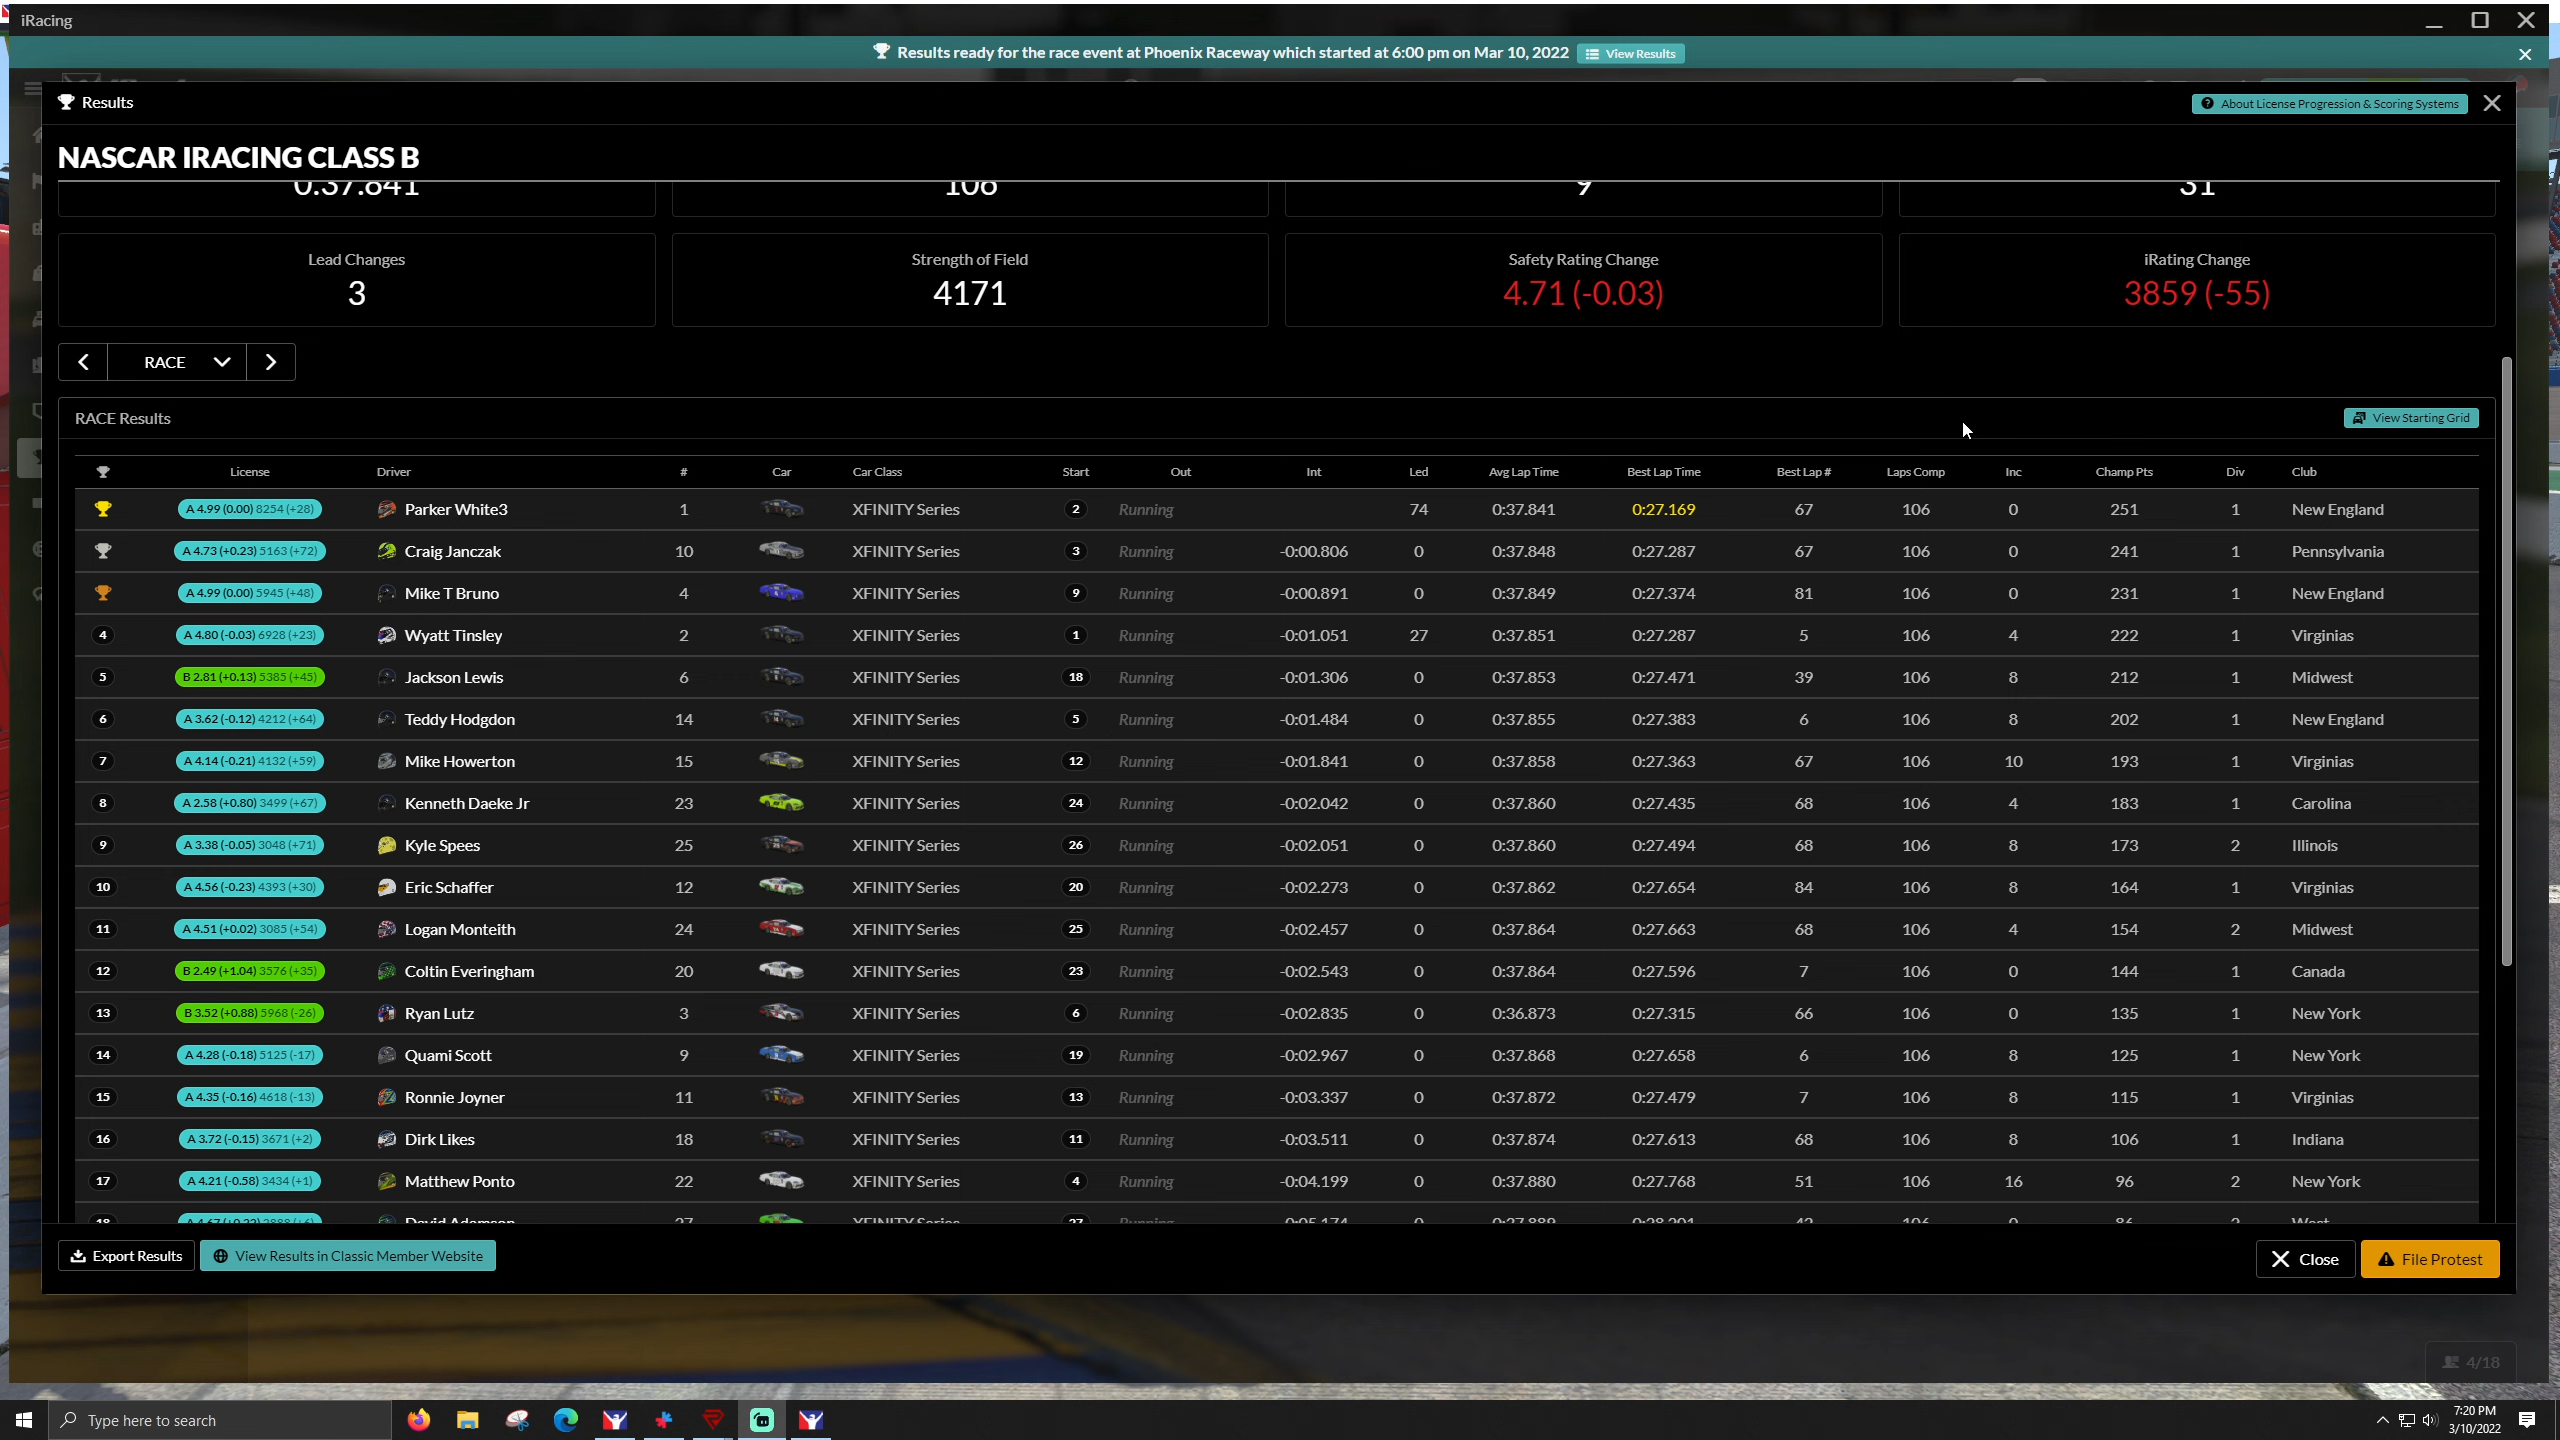 iRacing
Results ready for the race event at Phoenix Raceway which started at 6:00 pm on Mar 10, 2022 View Results
Results About License Progression & Scoring Systems
NASCAR IRACING CLASS B
0:37.841 106 9 31
Lead Changes Strength of Field Safety Rating Change iRating Change
3 4171 4.71 (-0.03) 3859 (-55)
RACE
RACE Results View Starting Grid
License Driver # Car Car Class Start Out Int Led Avg Lap Time Best Lap Time Best Lap # Laps Comp Inc Champ Pts Div Club
A 4.99 (0.00) 8254 (+28) Parker White3 1 XFINITY Series 2 Running 74 0:37.841 0:27.169 67 106 0 251 1 New England
A 4.73 (+0.23) 5163 (+72) Craig Janczak 10 XFINITY Series 3 Running -0:00.806 0 0:37.848 0:27.287 67 106 0 241 1 Pennsylvania
A 4.99 (0.00) 5945 (+48) Mike T Bruno 4 XFINITY Series 9 Running -0:00.891 0 0:37.849 0:27.374 81 106 0 231 1 New England
4 A 4.80 (-0.03) 6928 (+23) Wyatt Tinsley 2 XFINITY Series 1 Running -0:01.051 27 0:37.851 0:27.287 5 106 4 222 1 Virginias
5 B 2.81 (+0.13) 5385 (+45) Jackson Lewis 6 XFINITY Series 18 Running -0:01.306 0 0:37.853 0:27.471 39 106 8 212 1 Midwest
6 A 3.62 (-0.12) 4212 (+64) Teddy Hodgdon 14 XFINITY Series 5 Running -0:01.484 0 0:37.855 0:27.383 6 106 8 202 1 New England
7 A 4.14 (-0.21) 4132 (+59) Mike Howerton 15 XFINITY Series 12 Running -0:01.841 0 0:37.858 0:27.363 67 106 10 193 1 Virginias
8 A 2.58 (+0.80) 3499 (+67) Kenneth Daeke Jr 23 XFINITY Series 24 Running -0:02.042 0 0:37.860 0:27.435 68 106 4 183 1 Carolina
9 A 3.38 (-0.05) 3048 (+71) Kyle Spees 25 XFINITY Series 26 Running -0:02.051 0 0:37.860 0:27.494 68 106 8 173 2 Illinois
10 A 4.56 (-0.23) 4393 (+30) Eric Schaffer 12 XFINITY Series 20 Running -0:02.273 0 0:37.862 0:27.654 84 106 8 164 1 Virginias
11 A 4.51 (+0.02) 3085 (+54) Logan Monteith 24 XFINITY Series 25 Running -0:02.457 0 0:37.864 0:27.663 68 106 4 154 2 Midwest
12 B 2.49 (+1.04) 3576 (+35) Coltin Everingham 20 XFINITY Series 23 Running -0:02.543 0 0:37.864 0:27.596 7 106 0 144 1 Canada
13 B 3.52 (+0.88) 5968 (-26) Ryan Lutz 3 XFINITY Series 6 Running -0:02.835 0 0:36.873 0:27.315 66 106 0 135 1 New York
14 A 4.28 (-0.18) 5125 (-17) Quami Scott 9 XFINITY Series 19 Running -0:02.967 0 0:37.868 0:27.658 6 106 8 125 1 New York
15 A 4.35 (-0.16) 4618 (-13) Ronnie Joyner 11 XFINITY Series 13 Running -0:03.337 0 0:37.872 0:27.479 7 106 8 115 1 Virginias
16 A 3.72 (-0.15) 3671 (+2) Dirk Likes 18 XFINITY Series 11 Running -0:03.511 0 0:37.874 0:27.613 68 106 8 106 1 Indiana
17 A 4.21 (-0.58) 3434 (+1) Matthew Ponto 22 XFINITY Series 4 Running -0:04.199 0 0:37.880 0:27.768 51 106 16 96 2 New York
18 David Adamson 27 XFINITY Series 27 Running -0:05.174 0 0:37.889 0:28.201 106 86 West
Export Results View Results in Classic Member Website Close File Protest
4/18
Type here to search 7:20 PM
3/10/2022